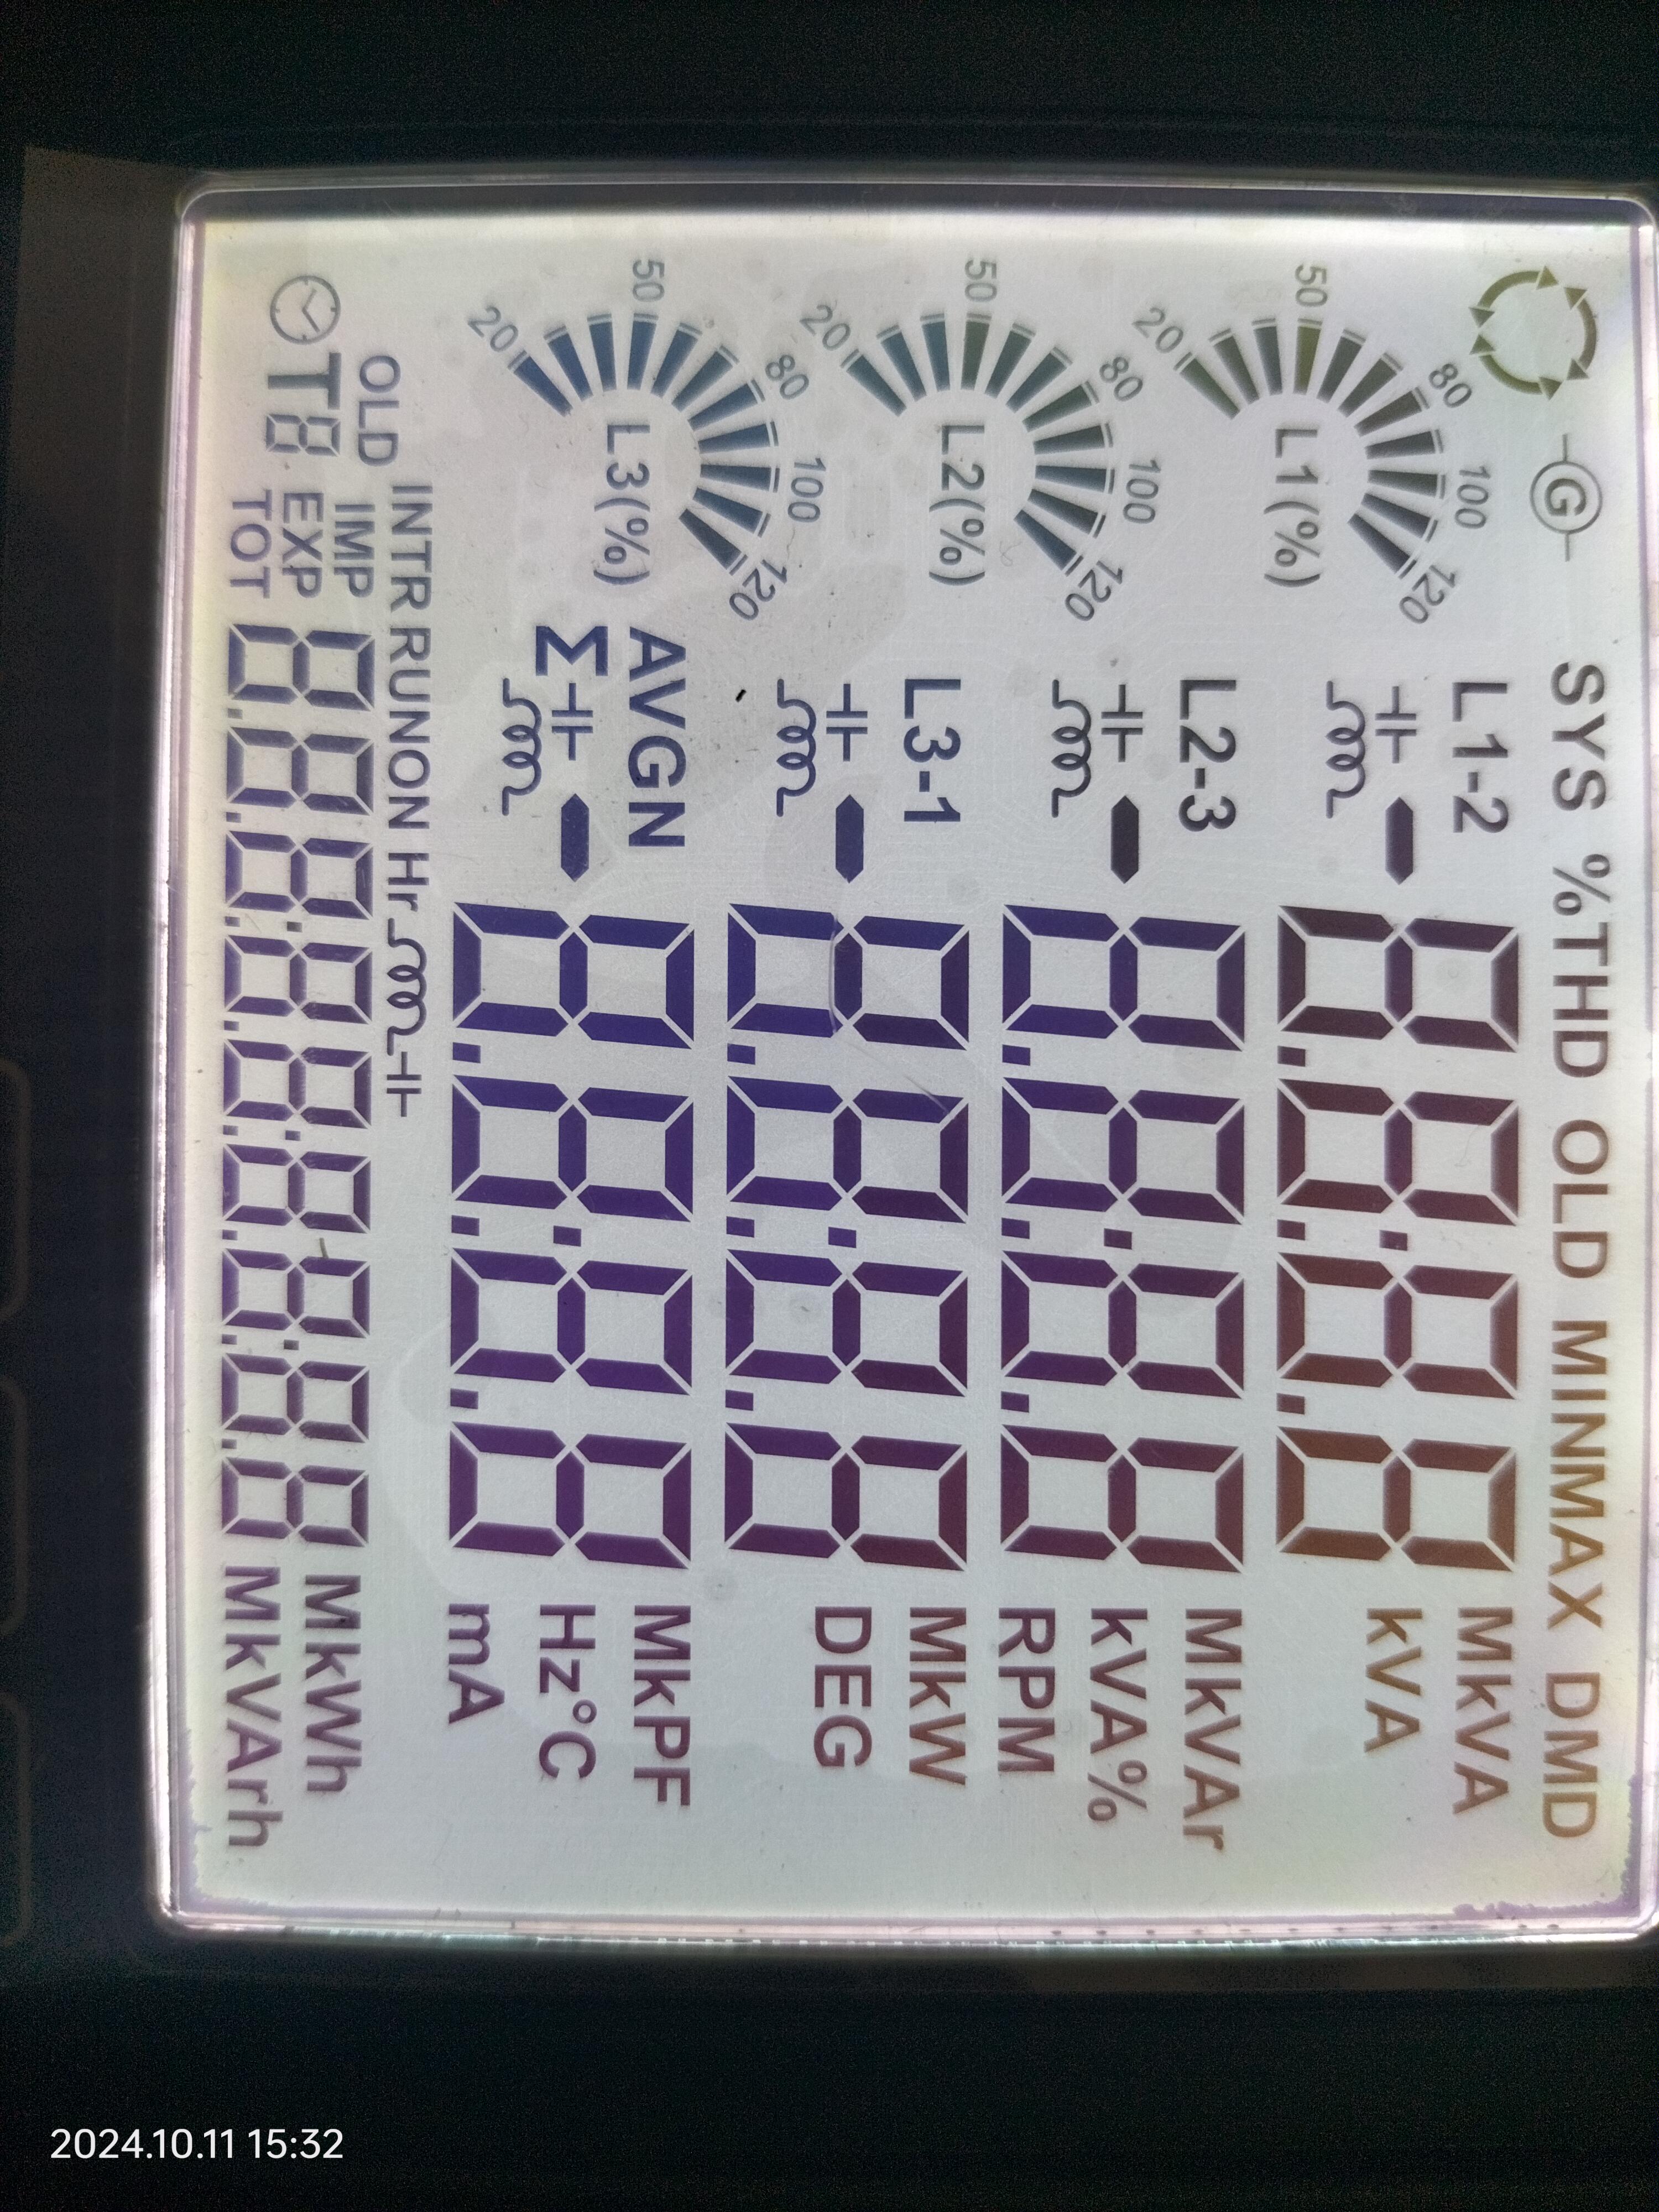 G SYS %THD OLD MINMAX DMD
50 80 100 120 20 L1(%)
L1-2 8.8:8.8 MkVA
kVA
50 80 100 120 20 L2(%)
L2-3 8.8:8.8 MkVAr
kVA%
RPM
50 80 100 120 20 L3(%)
L3-1 8.8:8.8 MkW
DEG
AVGN 8.8:8.8 MkPF
Σ Hz°C
mA
INTR RUNON Hr
OLD IMP
T8 EXP 888.88.88.88 MkWh
TOT 8.8.8.8.8.8.8.8.8 MkVArh
2024.10.11 15:32